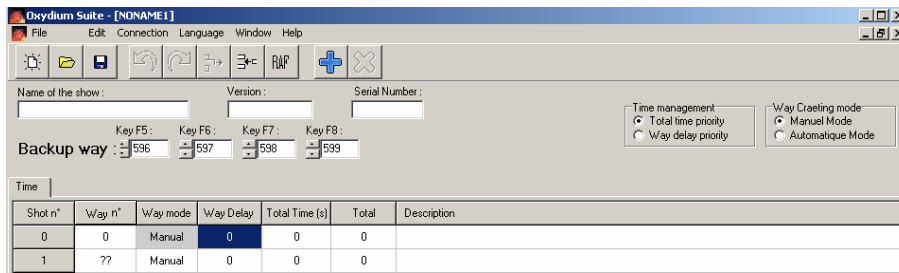 Oxydium Suite - [NONAME1]
File Edit Connection Language Window Help
RAF
Name of the show : Version : Serial Number :
Key F5 : Key F6 : Key F7 : Key F8 :
Backup way : 596 597 598 599
Time management
Total time priority
Way delay priority
Way Craeting mode
Manuel Mode
Automatique Mode
Time
Shot n° Way n° Way mode Way Delay Total Time (s) Total Description
0 0 Manual 0 0 0
1 ?? Manual 0 0 0